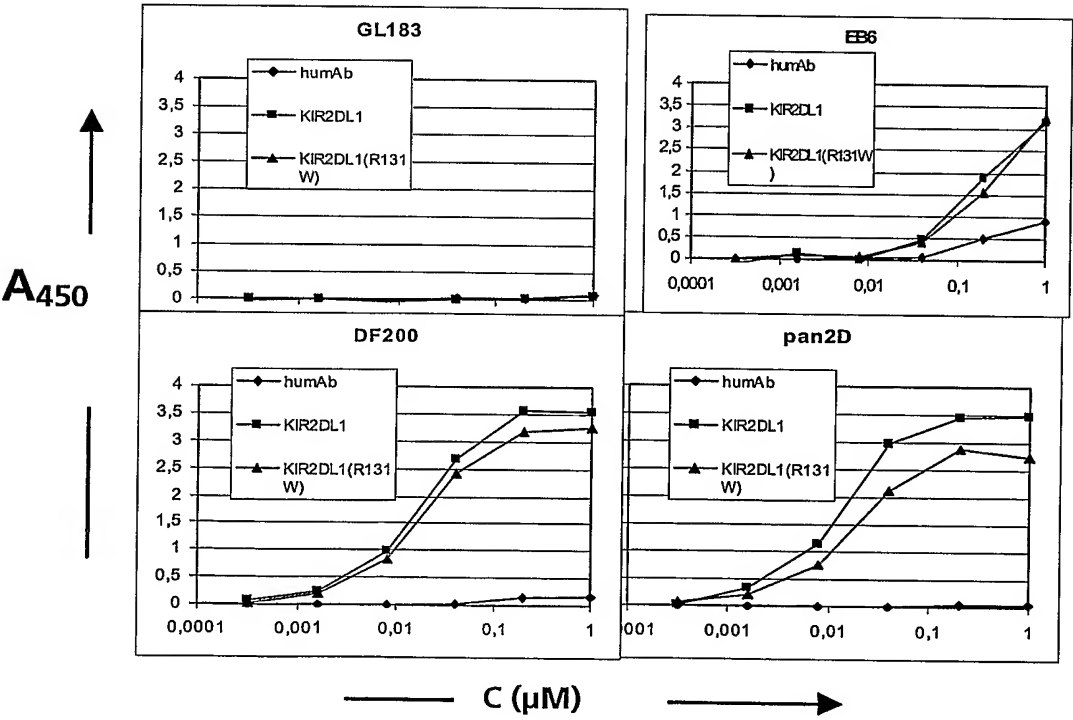 GL183
humAb
KIR2DL1
KIR2DL1(R131
W)
4
3,5
3
2,5
2
1,5
1
0,5
0
EB6
humAb
KIR2DL1
KIR2DL1(R131W
)
4
3,5
3
2,5
2
1,5
1
0,5
0
0,0001
0,001
0,01
0,1
1
A450
DF200
humAb
KIR2DL1
KIR2DL1(R131
W)
4
3,5
3
2,5
2
1,5
1
0,5
0
0,0001
0,001
0,01
0,1
1
pan2D
humAb
KIR2DL1
KIR2DL1(R131
W)
0001
0,001
0,01
0,1
1
C (µM)